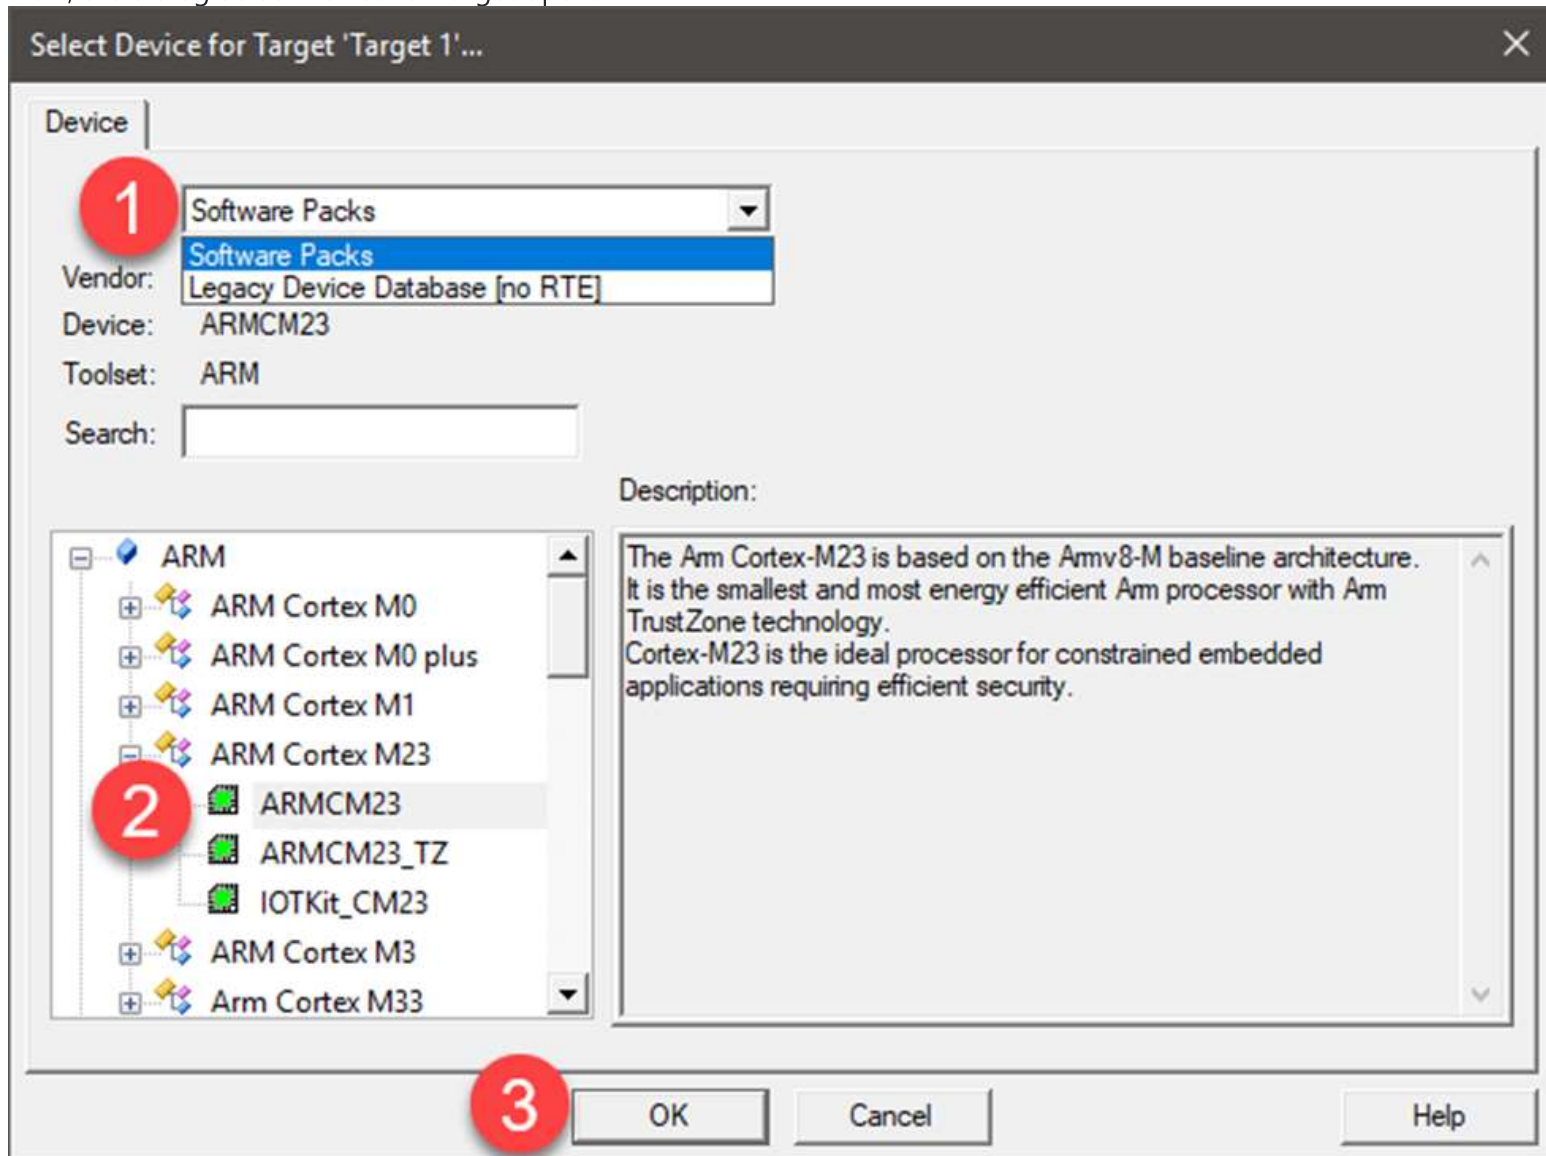 Select Device for Target 'Target 1'...
Device
1
Software Packs
Software Packs
Legacy Device Database [no RTE]
Vendor:
Device: ARMCM23
Toolset: ARM
Search:
Description:
ARM
ARM Cortex M0
ARM Cortex M0 plus
ARM Cortex M1
ARM Cortex M23
2
ARMCM23
ARMCM23_TZ
IOTKit_CM23
ARM Cortex M3
Arm Cortex M33
The Arm Cortex-M23 is based on the Armv8-M baseline architecture.
It is the smallest and most energy efficient Arm processor with Arm
TrustZone technology.
Cortex-M23 is the ideal processor for constrained embedded
applications requiring efficient security.
3
OK
Cancel
Help